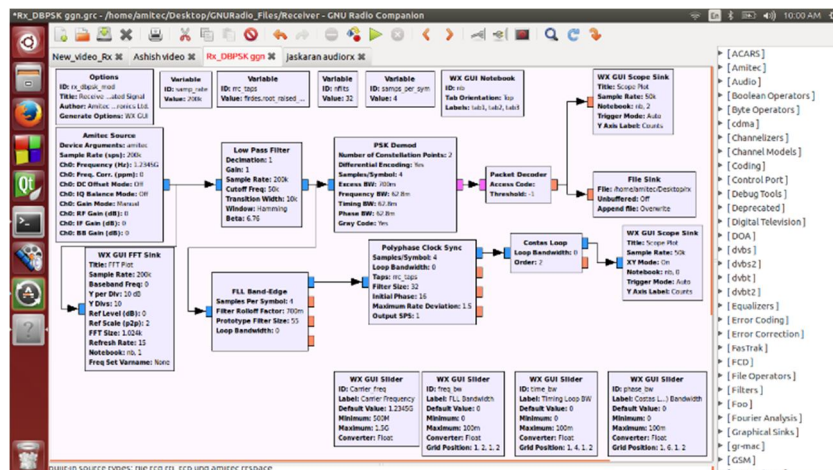 *Rx_DBPSK ggn.grc - /home/amitec/Desktop/GNURadio_Files/Receiver - GNU Radio Companion
En
10:00 AM
New_video_Rx
Ashish video
Rx_DBPSK ggn
jaskaran audiorx
Options
ID: rx_dbpsk_mod
Title: Receive ...ated Signal
Author: Amitec ...ronics Ltd.
Generate Options: WX GUI
Variable
ID: samp_rate
Value: 200k
Variable
ID: rrc_taps
Value: firdes.root_raised_...
Variable
ID: nfilts
Value: 32
Variable
ID: samps_per_sym
Value: 4
WX GUI Notebook
ID: nb
Tab Orientation: Top
Labels: tab1, tab2, tab3
WX GUI Scope Sink
Title: Scope Plot
Sample Rate: 50k
Notebook: nb, 2
Trigger Mode: Auto
Y Axis Label: Counts
Amitec Source
Device Arguments: amitec
Sample Rate (sps): 200k
Ch0: Frequency (Hz): 1.2345G
Ch0: Freq. Corr. (ppm): 0
Ch0: DC Offset Mode: Off
Ch0: IQ Balance Mode: Off
Ch0: Gain Mode: Manual
Ch0: RF Gain (dB): 0
Ch0: IF Gain (dB): 0
Ch0: BB Gain (dB): 0
Low Pass Filter
Decimation: 1
Gain: 1
Sample Rate: 200k
Cutoff Freq: 50k
Transition Width: 10k
Window: Hamming
Beta: 6.76
PSK Demod
Number of Constellation Points: 2
Differential Encoding: Yes
Samples/Symbol: 4
Excess BW: 700m
Frequency BW: 62.8m
Timing BW: 62.8m
Phase BW: 62.8m
Gray Code: Yes
Packet Decoder
Access Code:
Threshold: -1
File Sink
File: /home/amitec/Desktop/rx
Unbuffered: Off
Append file: Overwrite
WX GUI FFT Sink
Title: FFT Plot
Sample Rate: 200k
Baseband Freq: 0
Y per Div: 10 dB
Y Divs: 10
Ref Level (dB): 0
Ref Scale (p2p): 2
FFT Size: 1.024k
Refresh Rate: 15
Notebook: nb, 1
Freq Set Varname: None
FLL Band-Edge
Samples Per Symbol: 4
Filter Rolloff Factor: 700m
Prototype Filter Size: 55
Loop Bandwidth: 0
Polyphase Clock Sync
Samples/Symbol: 4
Loop Bandwidth: 0
Taps: rrc_taps
Filter Size: 32
Initial Phase: 16
Maximum Rate Deviation: 1.5
Output SPS: 1
Costas Loop
Loop Bandwidth: 0
Order: 2
WX GUI Scope Sink
Title: Scope Plot
Sample Rate: 50k
XY Mode: On
Notebook: nb, 0
Trigger Mode: Auto
Y Axis Label: Counts
WX GUI Slider
ID: Carrier_freq
Label: Carrier Frequency
Default Value: 1.2345G
Minimum: 500M
Maximum: 1.5G
Converter: Float
WX GUI Slider
ID: freq_bw
Label: FLL Bandwidth
Default Value: 0
Minimum: 0
Maximum: 100m
Converter: Float
Grid Position: 1, 2, 1, 2
WX GUI Slider
ID: time_bw
Label: Timing Loop BW
Default Value: 0
Minimum: 0
Maximum: 100m
Converter: Float
Grid Position: 1, 4, 1, 2
WX GUI Slider
ID: phase_bw
Label: Costas L...) Bandwidth
Default Value: 0
Minimum: 0
Maximum: 100m
Converter: Float
Grid Position: 1, 6, 1, 2
[ACARS]
[Amitec]
[Audio]
[Boolean Operators]
[Byte Operators]
[cdma]
[Channelizers]
[Channel Models]
[Coding]
[Control Port]
[Debug Tools]
[Deprecated]
[Digital Television]
[DOA]
[dvbs]
[dvbs2]
[dvbt]
[dvbt2]
[Equalizers]
[Error Coding]
[Error Correction]
[FasTrak]
[FCD]
[File Operators]
[Filters]
[Foo]
[Fourier Analysis]
[Graphical Sinks]
[gr-mac]
[GSM]